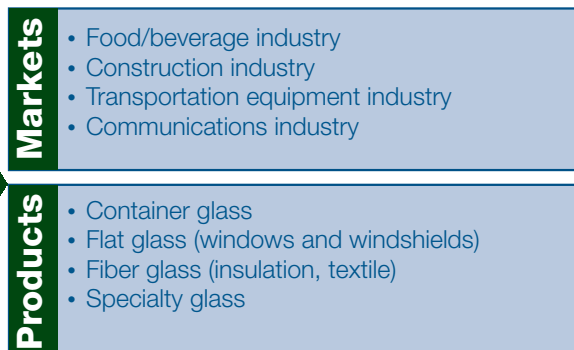 Markets
• Food/beverage industry
• Construction industry
• Transportation equipment industry
• Communications industry
Products
• Container glass
• Flat glass (windows and windshields)
• Fiber glass (insulation, textile)
• Specialty glass